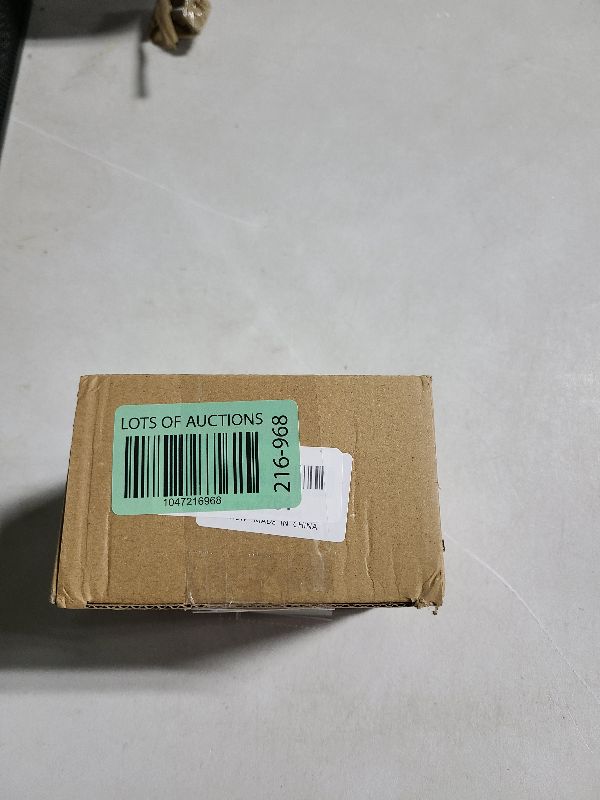 LOTS OF AUCTIONS
1047216968
216-968
MADE IN CHINA